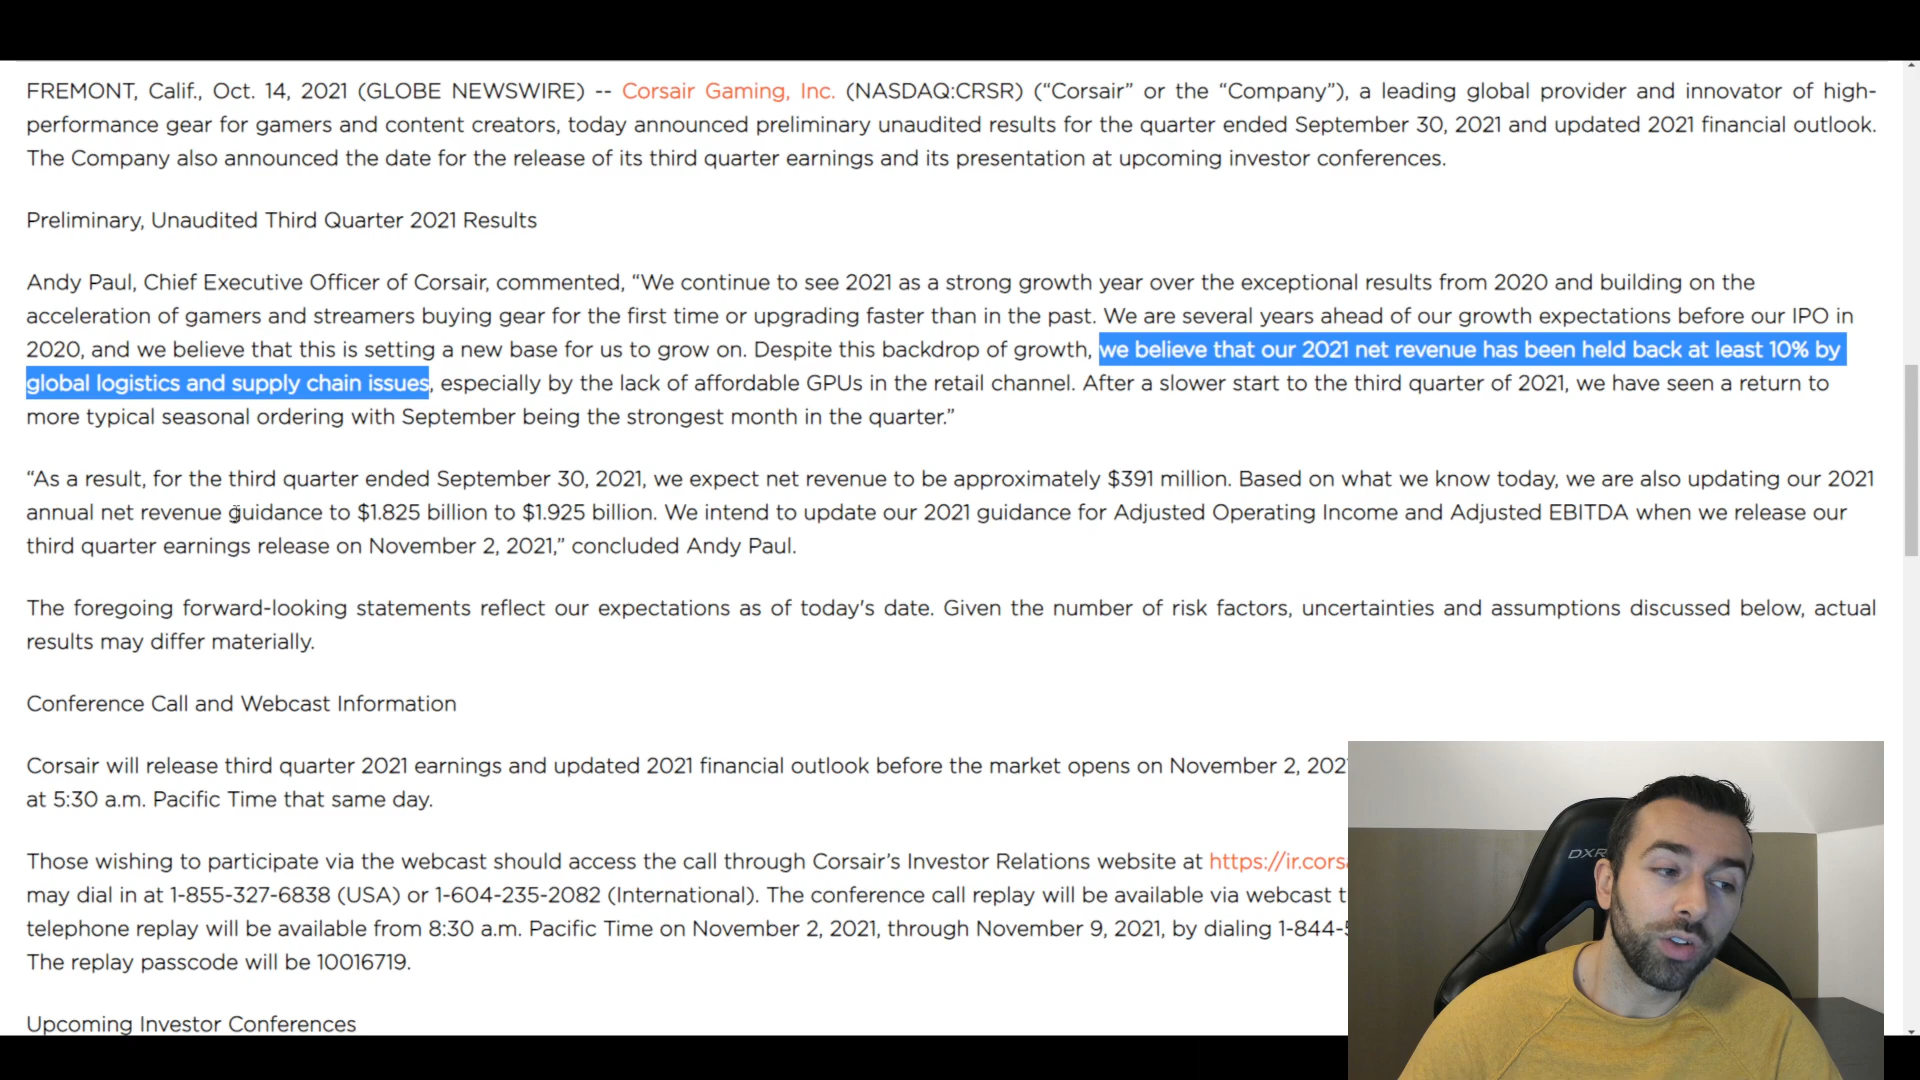 FREMONT, Calif., Oct. 14, 2021 (GLOBE NEWSWIRE) -- Corsair Gaming, Inc. (NASDAQ:CRSR) (“Corsair” or the “Company”), a leading global provider and innovator of high-
performance gear for gamers and content creators, today announced preliminary unaudited results for the quarter ended September 30, 2021 and updated 2021 financial outlook.
The Company also announced the date for the release of its third quarter earnings and its presentation at upcoming investor conferences.
Preliminary, Unaudited Third Quarter 2021 Results
Andy Paul, Chief Executive Officer of Corsair, commented, “We continue to see 2021 as a strong growth year over the exceptional results from 2020 and building on the
acceleration of gamers and streamers buying gear for the first time or upgrading faster than in the past. We are several years ahead of our growth expectations before our IPO in
2020, and we believe that this is setting a new base for us to grow on. Despite this backdrop of growth, we believe that our 2021 net revenue has been held back at least 10% by
global logistics and supply chain issues, especially by the lack of affordable GPUs in the retail channel. After a slower start to the third quarter of 2021, we have seen a return to
more typical seasonal ordering with September being the strongest month in the quarter.”
“As a result, for the third quarter ended September 30, 2021, we expect net revenue to be approximately $391 million. Based on what we know today, we are also updating our 2021
annual net revenue guidance to $1.825 billion to $1.925 billion. We intend to update our 2021 guidance for Adjusted Operating Income and Adjusted EBITDA when we release our
third quarter earnings release on November 2, 2021,” concluded Andy Paul.
The foregoing forward-looking statements reflect our expectations as of today's date. Given the number of risk factors, uncertainties and assumptions discussed below, actual
results may differ materially.
Conference Call and Webcast Information
Corsair will release third quarter 2021 earnings and updated 2021 financial outlook before the market opens on November 2, 202
at 5:30 a.m. Pacific Time that same day.
Those wishing to participate via the webcast should access the call through Corsair’s Investor Relations website at https://ir.cors
may dial in at 1-855-327-6838 (USA) or 1-604-235-2082 (International). The conference call replay will be available via webcast t
telephone replay will be available from 8:30 a.m. Pacific Time on November 2, 2021, through November 9, 2021, by dialing 1-844-
The replay passcode will be 10016719.
Upcoming Investor Conferences
DXR